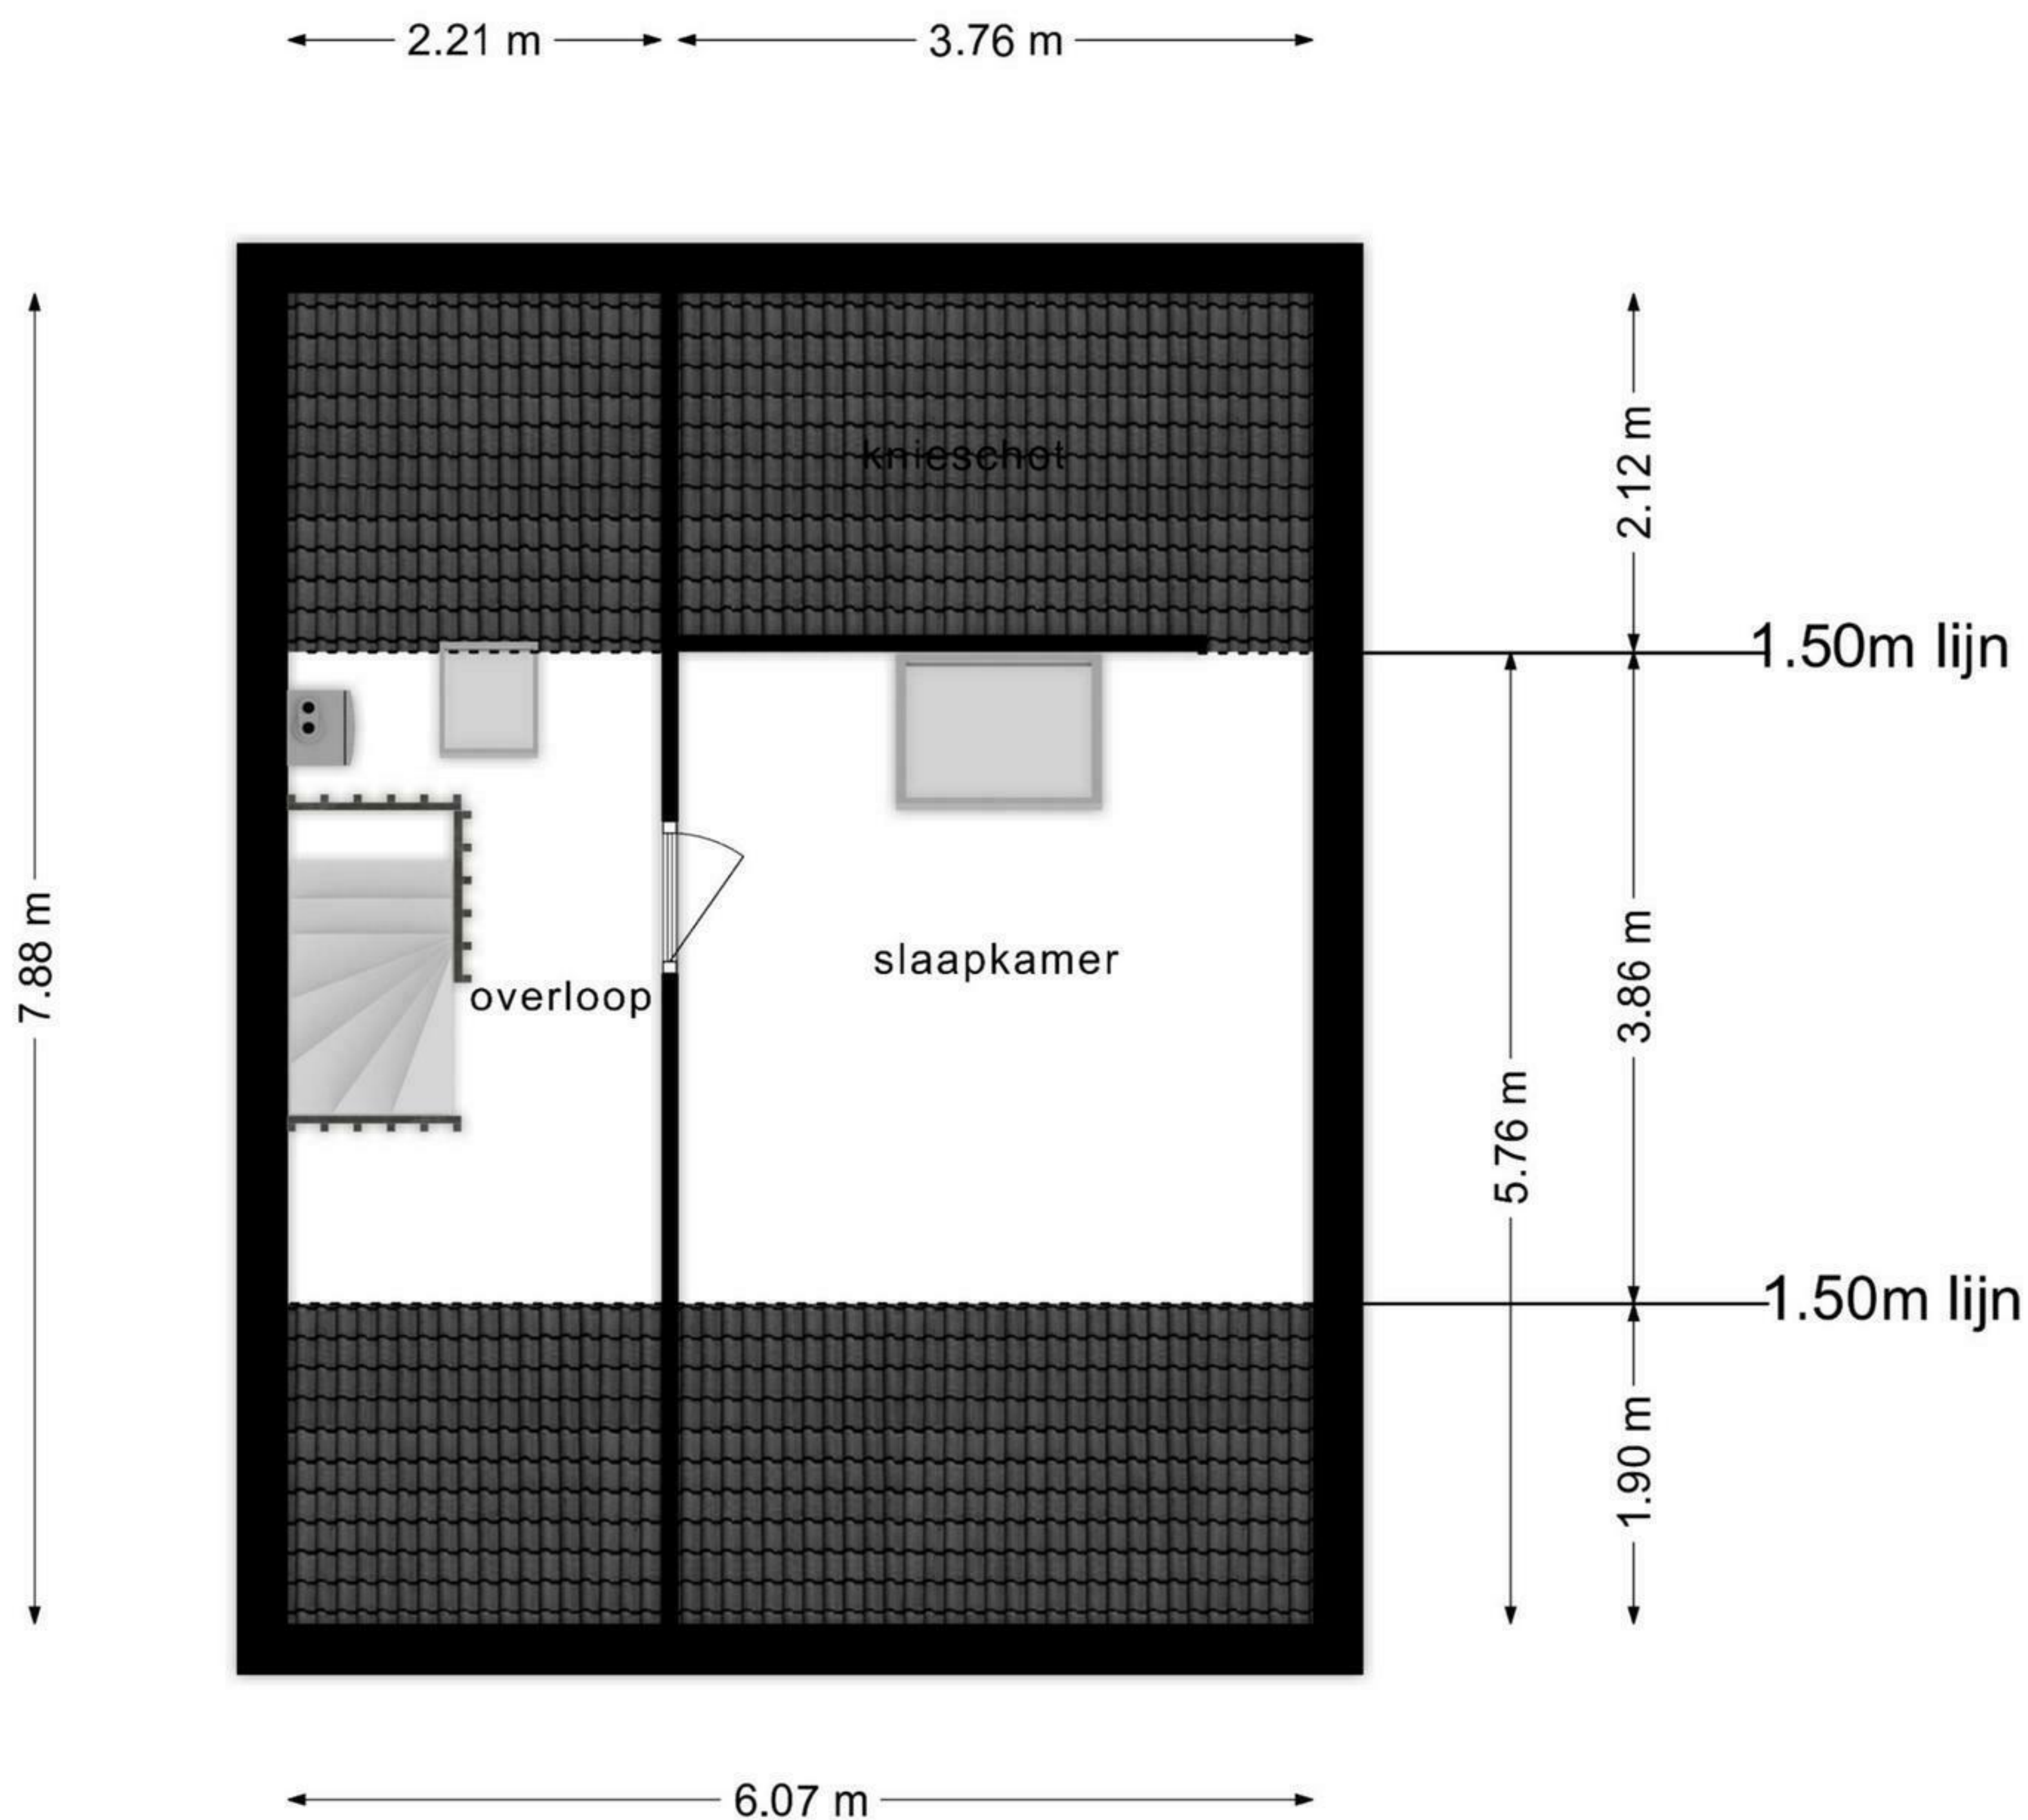 2.21 m
3.76 m
knieschot
2.12 m
1.50m lijn
7.88 m
overloop
slaapkamer
3.86 m
5.76 m
1.50m lijn
1.90 m
6.07 m